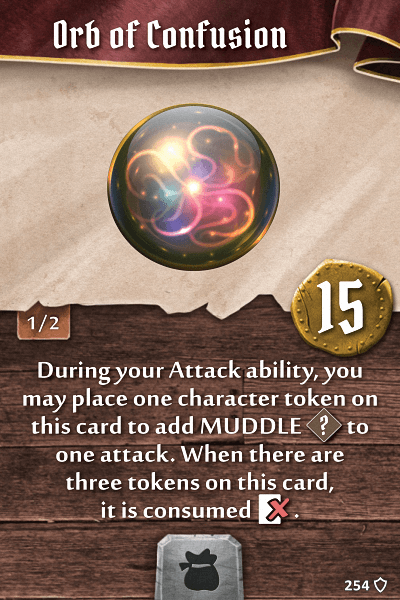 Orb of Confusion
15
1/2
During your Attack ability, you
may place one character token on
this card to add MUDDLE ? to
one attack. When there are
three tokens on this card,
it is consumed .
254